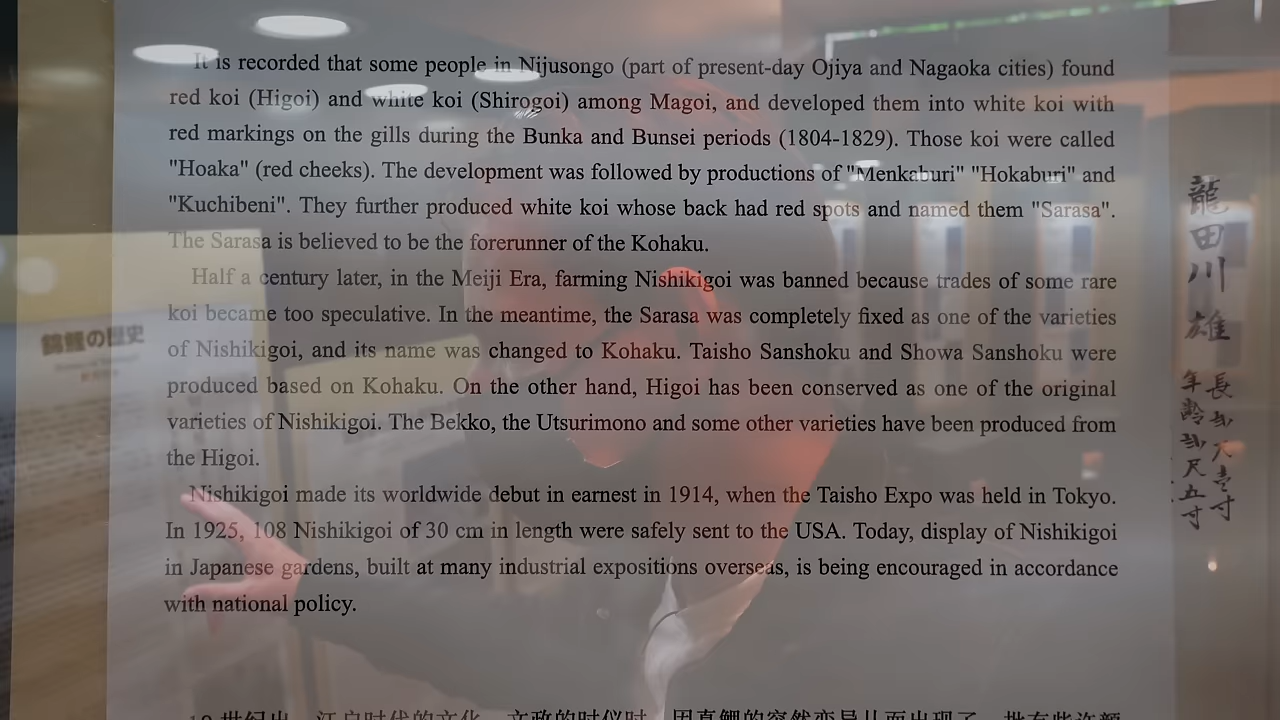 It is recorded that some people in Nijusongo (part of present-day Ojiya and Nagaoka cities) found
red koi (Higoi) and white koi (Shirogoi) among Magoi, and developed them into white koi with
red markings on the gills during the Bunka and Bunsei periods (1804-1829). Those koi were called
"Hoaka" (red cheeks). The development was followed by productions of "Menkaburi" "Hokaburi" and
"Kuchibeni". They further produced white koi whose back had red spots and named them "Sarasa".
The Sarasa is believed to be the forerunner of the Kohaku.
Half a century later, in the Meiji Era, farming Nishikigoi was banned because trades of some rare
koi became too speculative. In the meantime, the Sarasa was completely fixed as one of the varieties
of Nishikigoi, and its name was changed to Kohaku. Taisho Sanshoku and Showa Sanshoku were
produced based on Kohaku. On the other hand, Higoi has been conserved as one of the original
varieties of Nishikigoi. The Bekko, the Utsurimono and some other varieties have been produced from
the Higoi.
Nishikigoi made its worldwide debut in earnest in 1914, when the Taisho Expo was held in Tokyo.
In 1925, 108 Nishikigoi of 30 cm in length were safely sent to the USA. Today, display of Nishikigoi
in Japanese gardens, built at many industrial expositions overseas, is being encouraged in accordance
with national policy.
錦鯉の歴史
龍田川 雄